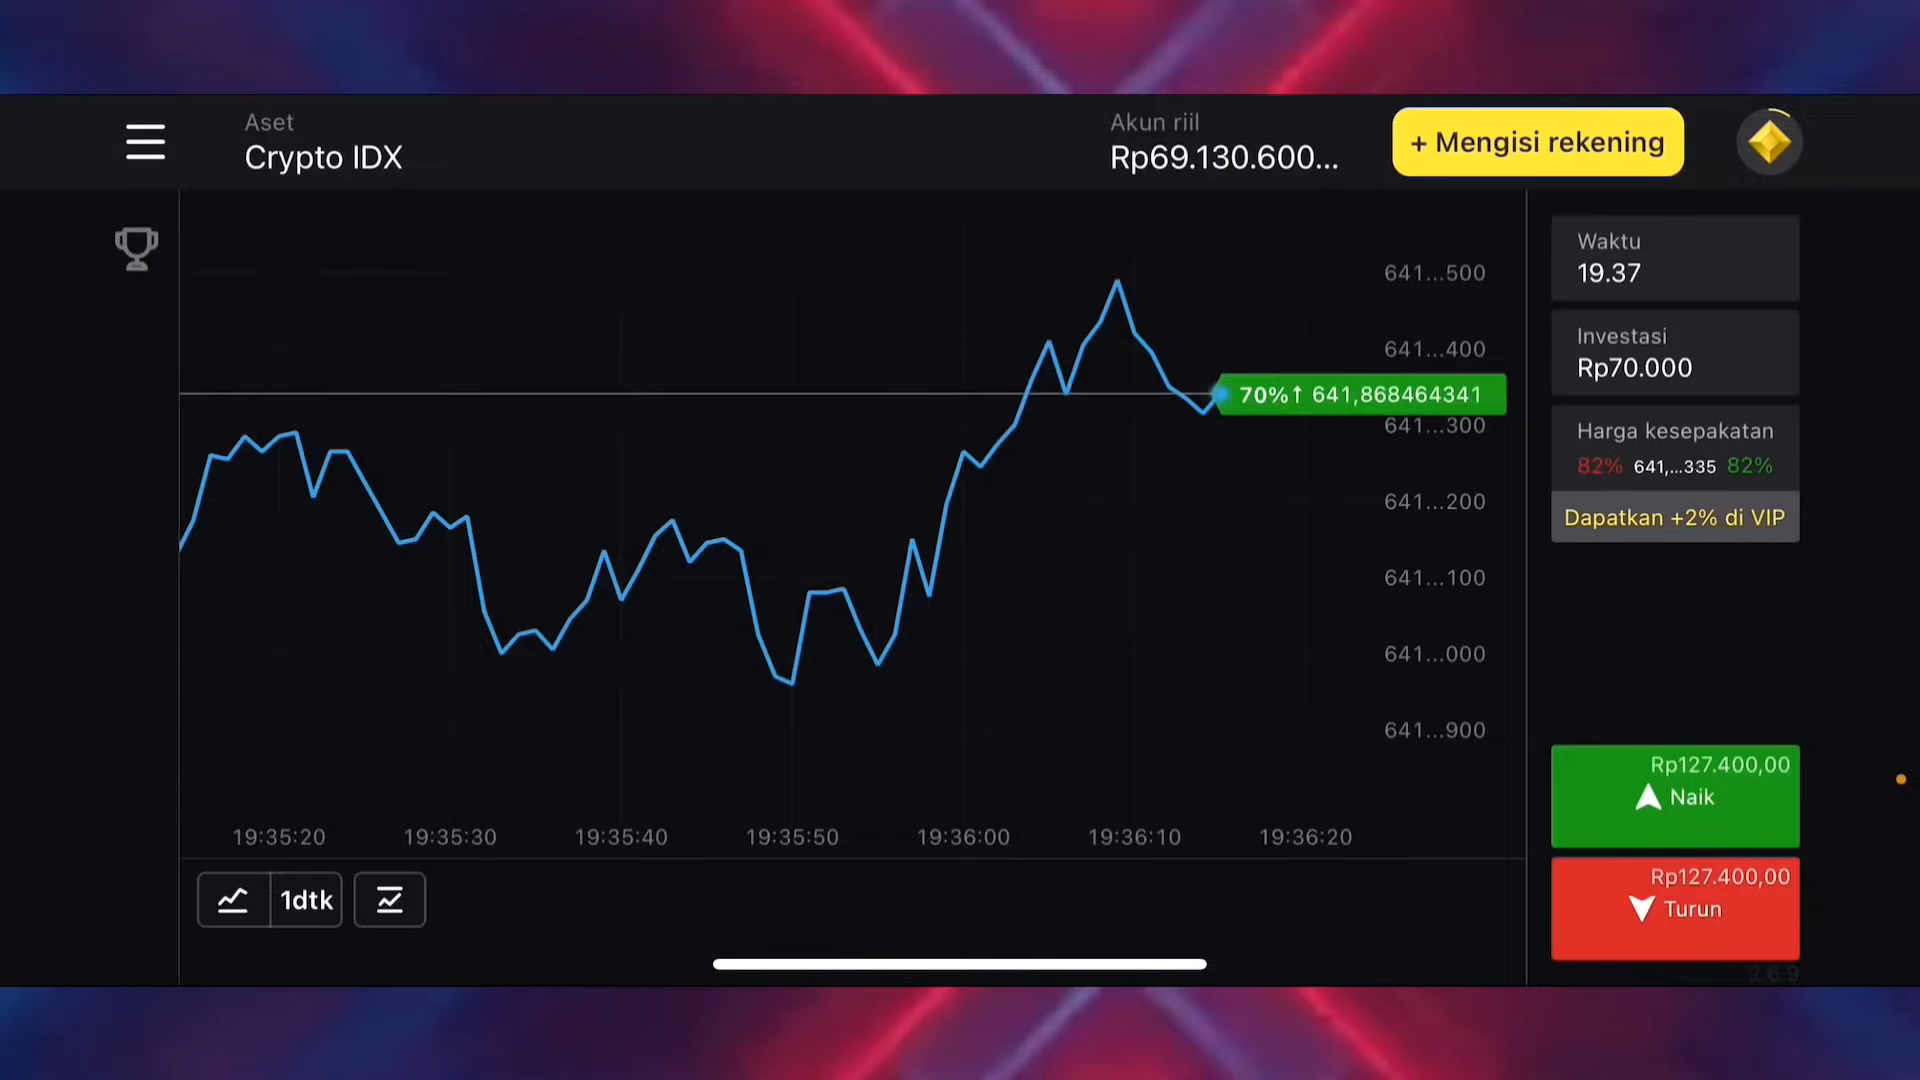 Aset
Crypto IDX
Akun riil
Rp69.130.600...
+ Mengisi rekening
Waktu
19.37
Investasi
Rp70.000
Harga kesepakatan
82% 641,...335 82%
Dapatkan +2% di VIP
641...500
641...400
70%↑ 641,868464341
641...300
641...200
641...100
641...000
641...900
Rp127.400,00
Naik
Rp127.400,00
Turun
2.6.9
19:35:20 19:35:30 19:35:40 19:35:50 19:36:00 19:36:10 19:36:20
1dtk